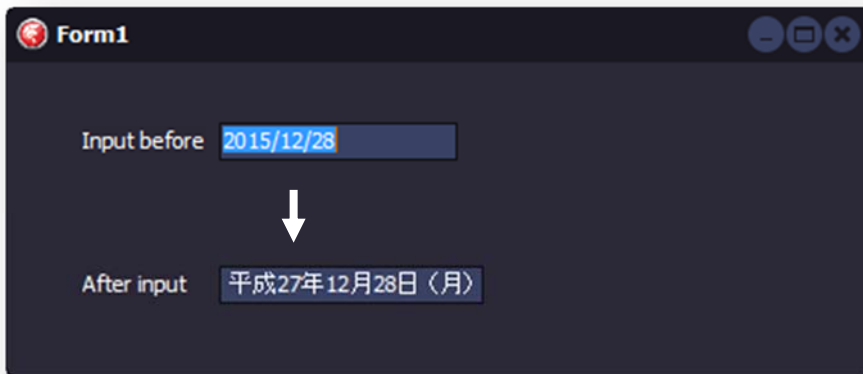 Form1
Input before 2015/12/28
After input 平成27年12月28日（月）